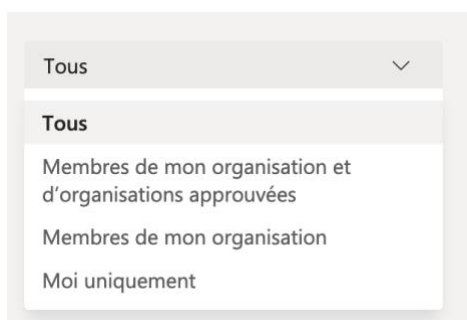 Tous
Tous
Membres de mon organisation et
d’organisations approuvées
Membres de mon organisation
Moi uniquement